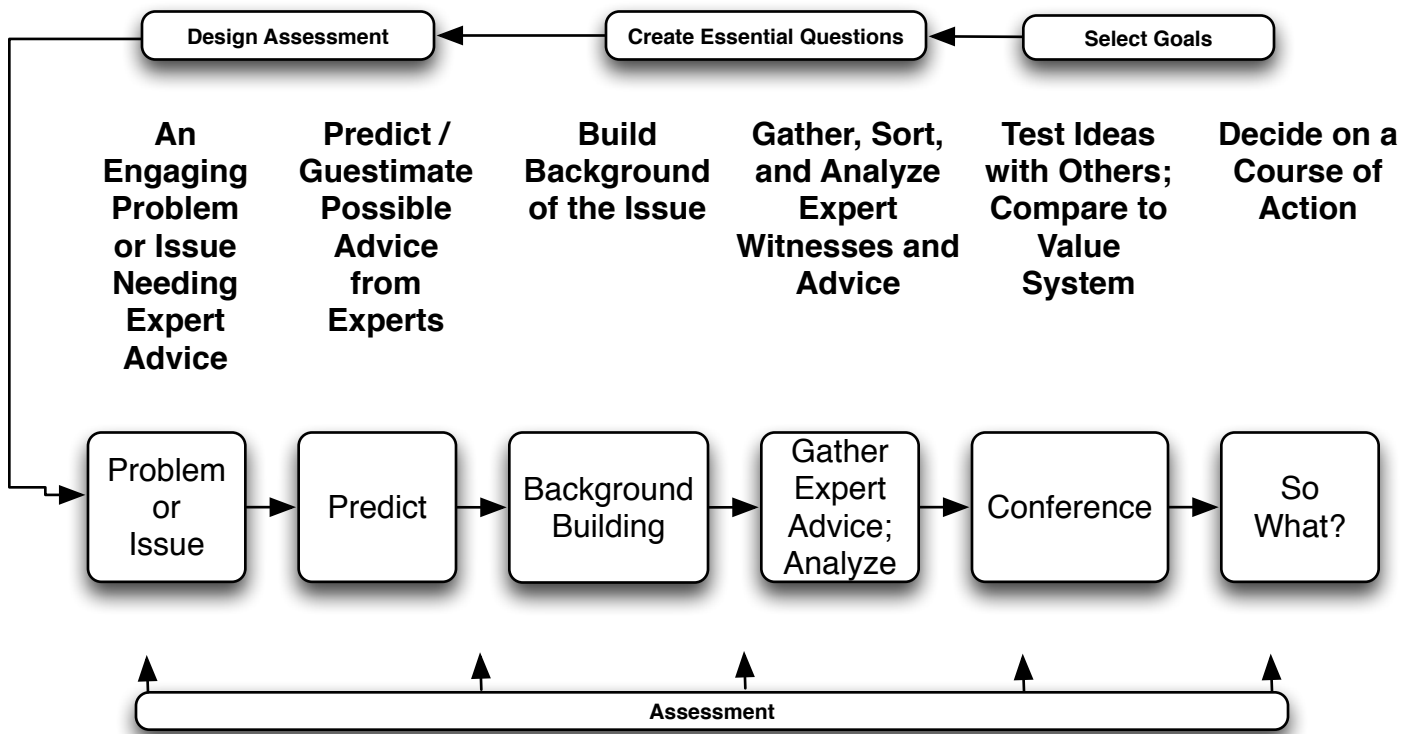 Design Assessment
Create Essential Questions
Select Goals
An
Engaging
Problem
or Issue
Needing
Expert
Advice
Predict /
Guestimate
Possible
Advice
from
Experts
Build
Background
of the Issue
Gather, Sort,
and Analyze
Expert
Witnesses and
Advice
Test Ideas
with Others;
Compare to
Value
System
Decide on a
Course of
Action
Problem
or
Issue
Predict
Background
Building
Gather
Expert
Advice;
Analyze
Conference
So
What?
Assessment